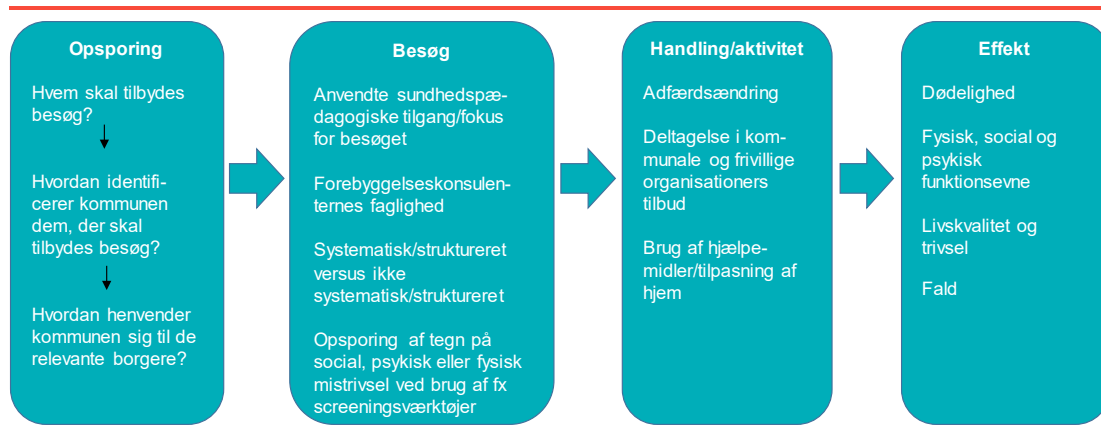 Opsporing
Hvem skal tilbydes
besøg?
Hvordan identifi-
cerer kommunen
dem, der skal
tilbydes besøg?
Hvordan henvender
kommunen sig til de
relevante borgere?
Besøg
Anvendte sundhedspæ-
dagogiske tilgang/fokus
for besøget
Forebyggelseskonsulen-
ternes faglighed
Systematisk/struktureret
versus ikke
systematisk/struktureret
Opsporing af tegn på
social, psykisk eller fysisk
mistrivsel ved brug af fx
screeningsværktøjer
Handling/aktivitet
Adfærdsændring
Deltagelse i kom-
munale og frivillige
organisationers
tilbud
Brug af hjælpe-
midler/tilpasning af
hjem
Effekt
Dødelighed
Fysisk, social og
psykisk
funktionsevne
Livskvalitet og
trivsel
Fald